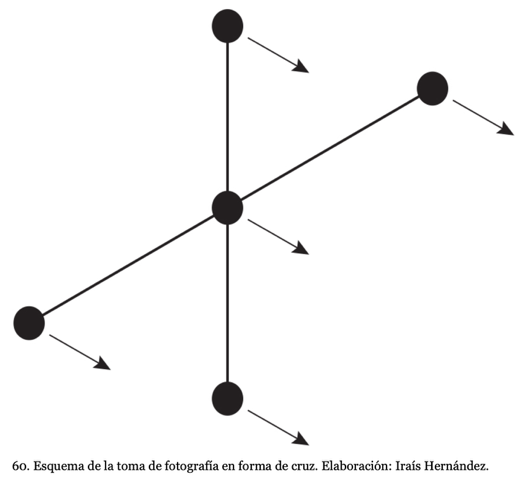 60. Esquema de la toma de fotografía en forma de cruz. Elaboración: Iraís Hernández.